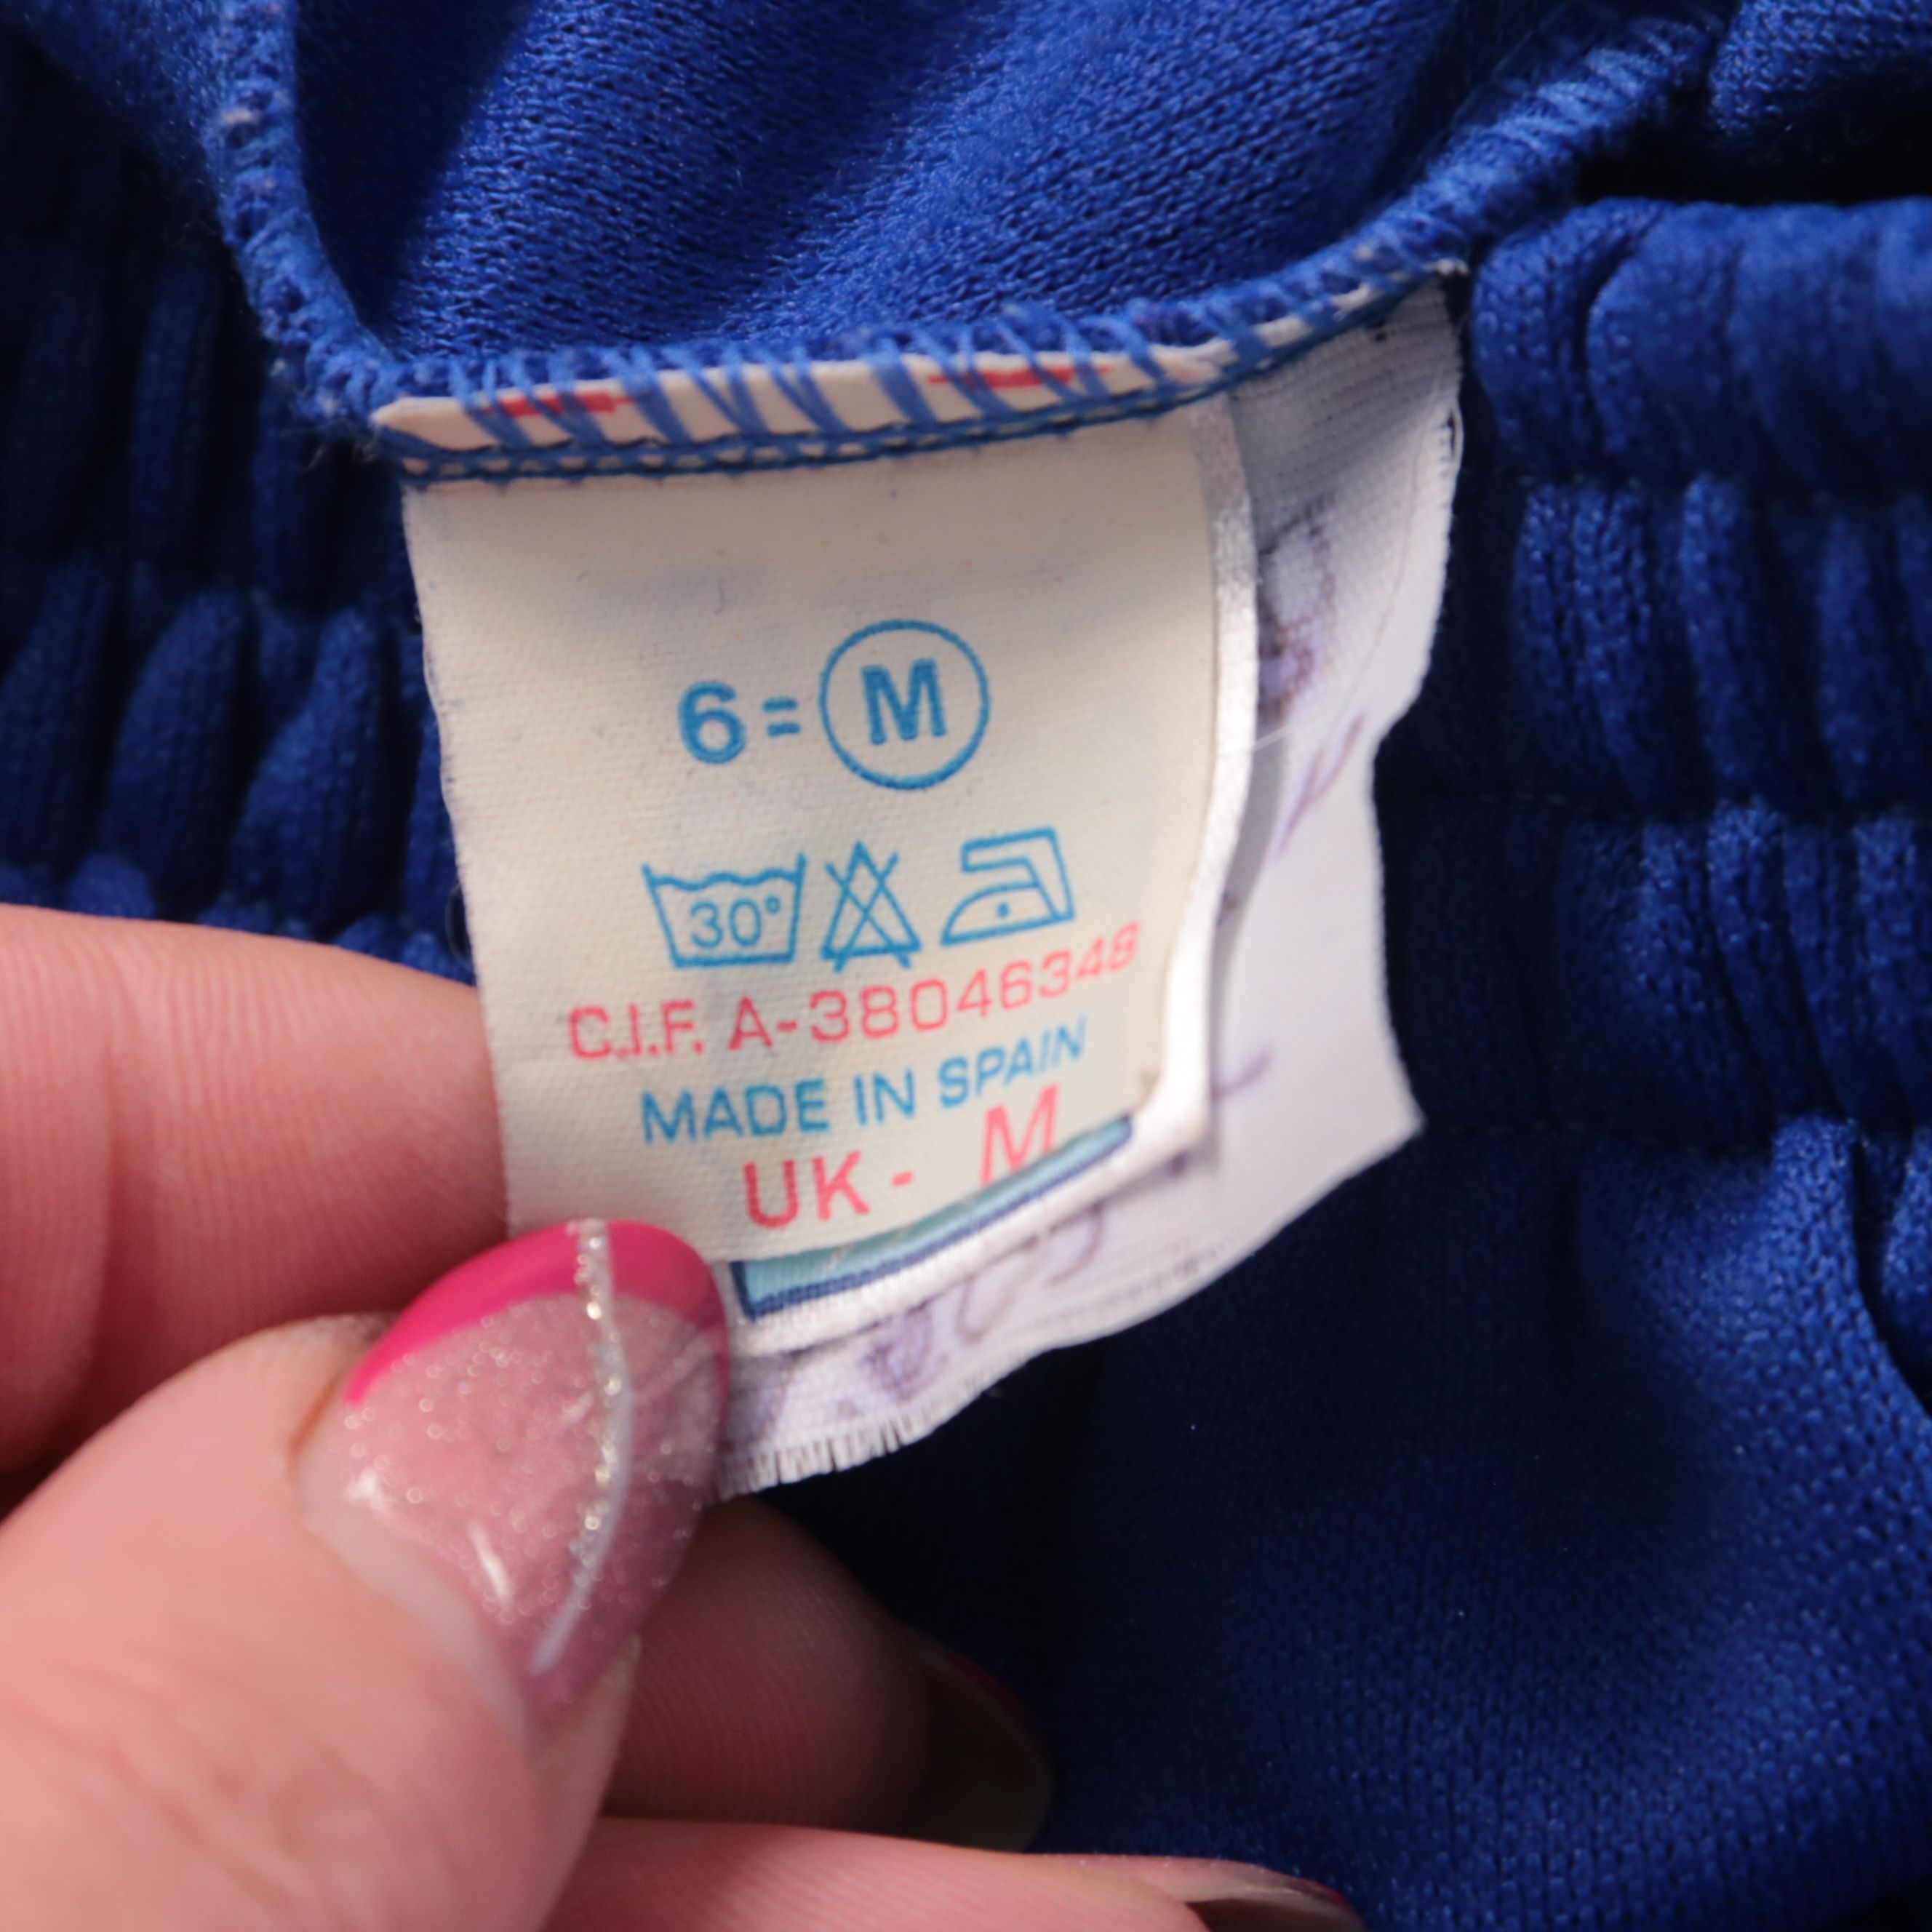 6 = M
30°
C.I.F. A-38046348
MADE IN SPAIN
UK - M